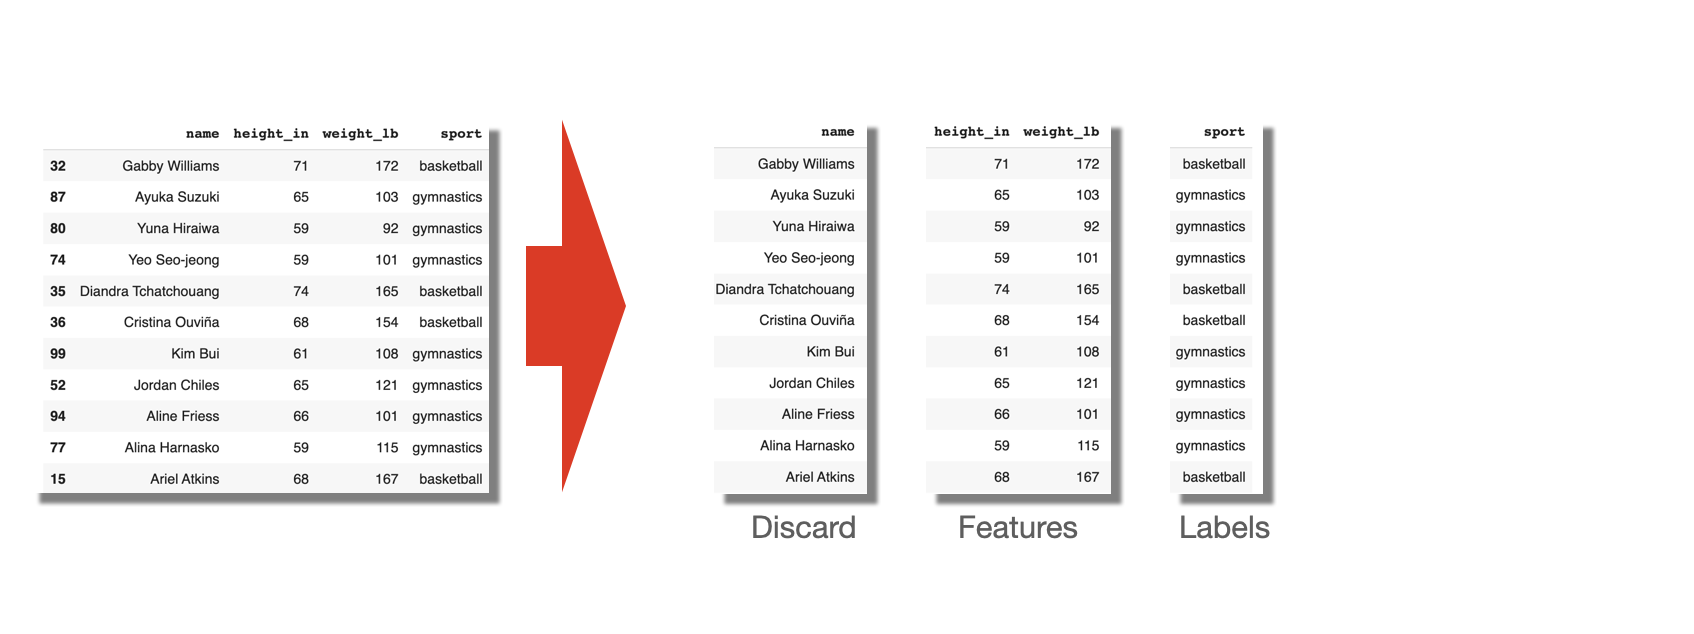 name height_in weight_lb sport
32 Gabby Williams 71 172 basketball
87 Ayuka Suzuki 65 103 gymnastics
80 Yuna Hiraiwa 59 92 gymnastics
74 Yeo Seo-jeong 59 101 gymnastics
35 Diandra Tchatchouang 74 165 basketball
36 Cristina Ouviña 68 154 basketball
99 Kim Bui 61 108 gymnastics
52 Jordan Chiles 65 121 gymnastics
94 Aline Friess 66 101 gymnastics
77 Alina Harnasko 59 115 gymnastics
15 Ariel Atkins 68 167 basketball
name
Gabby Williams
Ayuka Suzuki
Yuna Hiraiwa
Yeo Seo-jeong
Diandra Tchatchouang
Cristina Ouviña
Kim Bui
Jordan Chiles
Aline Friess
Alina Harnasko
Ariel Atkins
Discard
height_in weight_lb
71 172
65 103
59 92
59 101
74 165
68 154
61 108
65 121
66 101
59 115
68 167
Features
sport
basketball
gymnastics
gymnastics
gymnastics
basketball
basketball
gymnastics
gymnastics
gymnastics
gymnastics
basketball
Labels